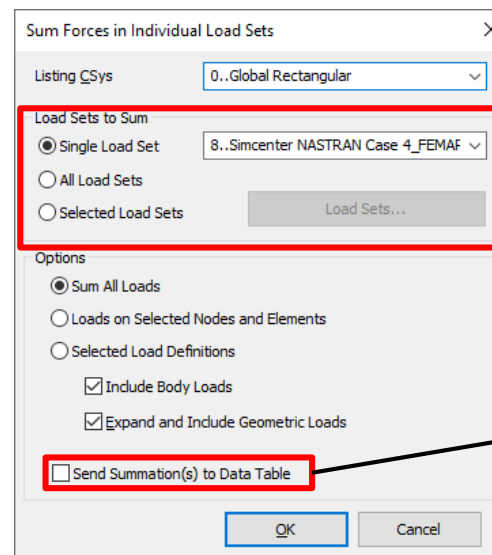 Sum Forces in Individual Load Sets
Listing CSys 0..Global Rectangular
Load Sets to Sum
Single Load Set 8..Simcenter NASTRAN Case 4_FEMAP
All Load Sets
Selected Load Sets Load Sets...
Options
Sum All Loads
Loads on Selected Nodes and Elements
Selected Load Definitions
Include Body Loads
Expand and Include Geometric Loads
Send Summation(s) to Data Table
OK Cancel